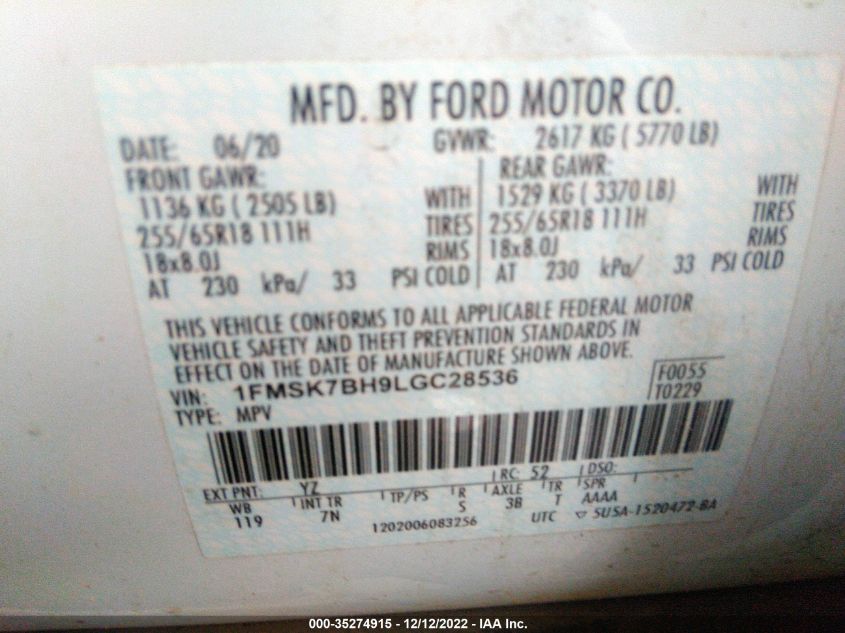 MFD. BY FORD MOTOR CO.
DATE: 06/20 GVWR: 2617 KG ( 5770 LB)
FRONT GAWR: REAR GAWR:
1136 KG ( 2505 LB) WITH 1529 KG ( 3370 LB) WITH
255/65R18 111H TIRES 255/65R18 111H TIRES
18x8.0J RIMS 18x8.0J RIMS
AT 230 kPa/ 33 PSI COLD AT 230 kPa/ 33 PSI COLD
THIS VEHICLE CONFORMS TO ALL APPLICABLE FEDERAL MOTOR
VEHICLE SAFETY AND THEFT PREVENTION STANDARDS IN
EFFECT ON THE DATE OF MANUFACTURE SHOWN ABOVE.
VIN: 1FMSK7BH9LGC28536 F0055
TYPE: MPV T0229
EXT PNT: YZ RC: 52 DSO:
WB INT TR TP/PS R AXLE TR SPR
119 7N S 3B T AAAA
1202006083256 UTC ▽ 5U5A-1520472-BA
000-35274915 - 12/12/2022 - IAA Inc.